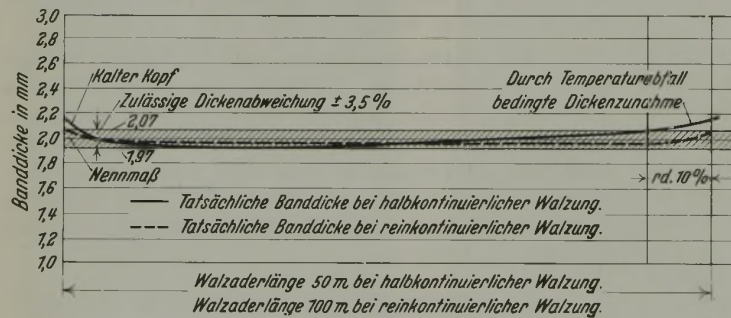 3,0
2,8
2,6
2,4
2,2
2,0
1,8
1,6
1,4
1,2
1,0
Banddicke in mm
Kalter Kopf
Zulässige Dickenabweichung ± 3,5 %
2,07
1,97
Nennmaß
Durch Temperaturabfall
bedingte Dickenzunahme
rd. 10%
Tatsächliche Banddicke bei halbkontinuierlicher Walzung.
Tatsächliche Banddicke bei reinkontinuierlicher Walzung.
Walzaderlänge 50 m bei halbkontinuierlicher Walzung.
Walzaderlänge 100 m bei reinkontinuierlicher Walzung.